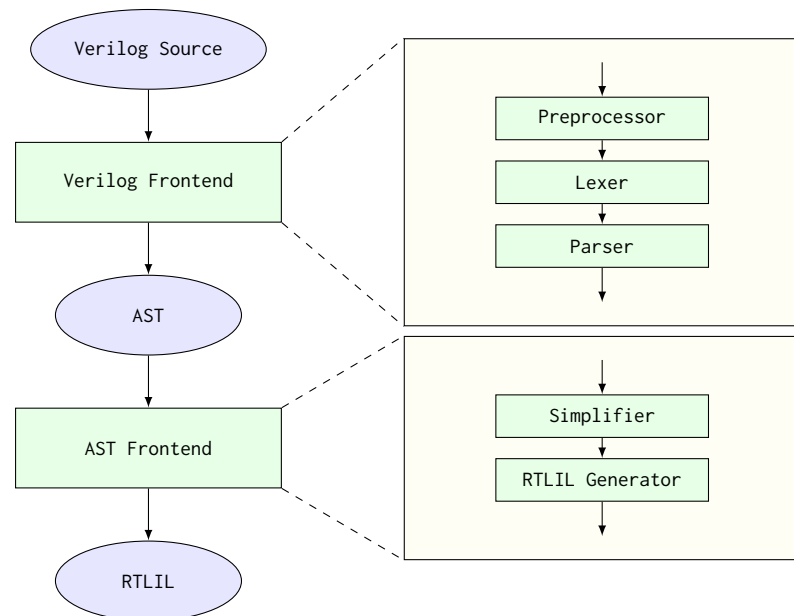 Verilog Source
Verilog Frontend
AST
AST Frontend
RTLIL
Preprocessor
Lexer
Parser
Simplifier
RTLIL Generator